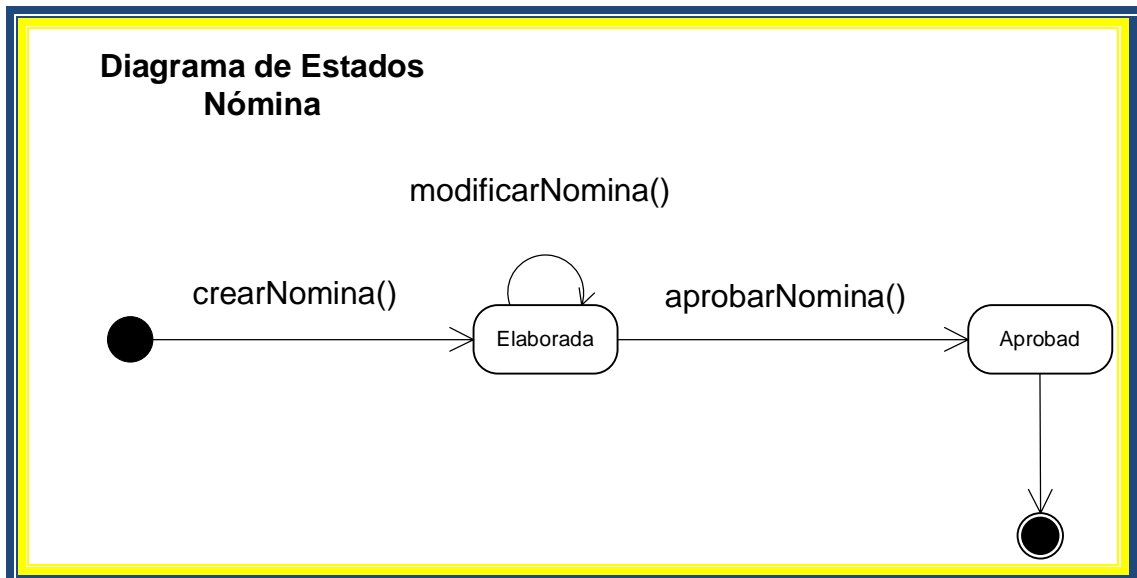 Diagrama de Estados
Nómina
modificarNomina()
crearNomina()
aprobarNomina()
Elaborada
Aprobad